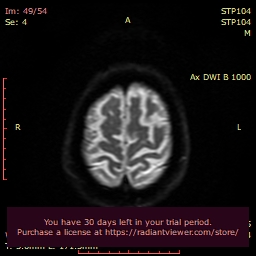 Im: 49/54
STP104
Se: 4
STP104
M
A
Ax DWI B 1000
R
L
You have 30 days left in your trial period.
Purchase a license at https://radiantviewer.com/store/